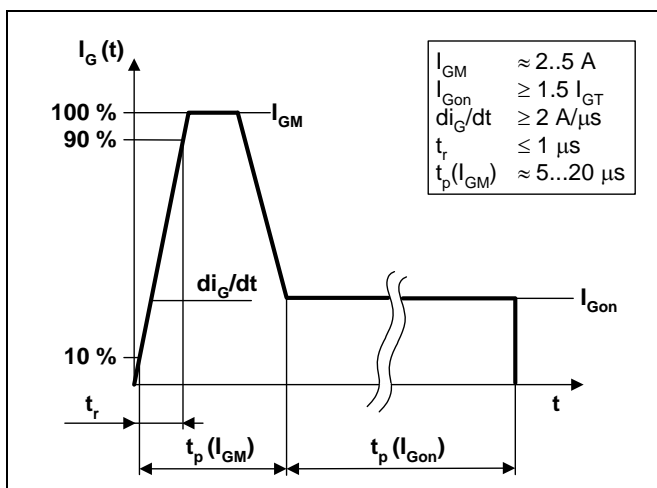 I_G (t)
100 %
90 %
10 %
I_GM
di_G/dt
I_Gon
t
t_r
t_p (I_GM)
t_p (I_Gon)
I_GM ≈ 2..5 A
I_Gon ≥ 1.5 I_GT
di_G/dt ≥ 2 A/μs
t_r ≤ 1 μs
t_p(I_GM) ≈ 5...20 μs